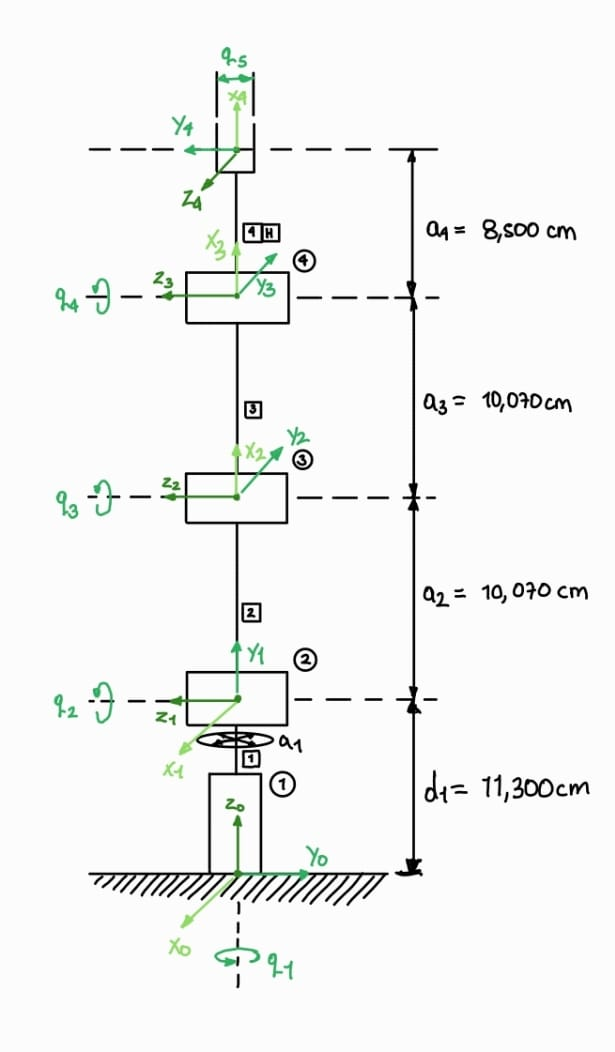 q5
X4
Y4
Z4
4 H
a4 = 8,500 cm
X3
4
Z3
Y3
q4
3
a3 = 10,070cm
Y2
X2
3
Z2
q3
2
a2 = 10,070 cm
Y1
2
q2
Z1
a1
1
X1
1
d1 = 11,300cm
Z0
Y0
X0
q1